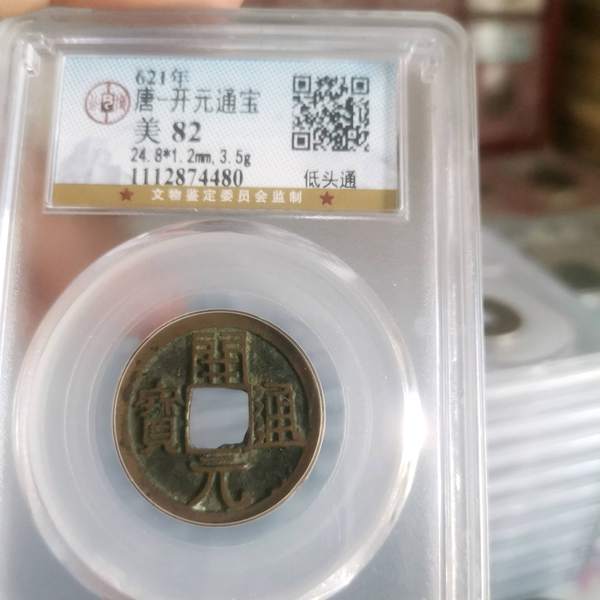 621年
唐-开元通宝
美 82
24.8*1.2mm,3.5g
1112874480
低头通
★ 文物鉴定委员会监制 ★
開
寶 通
元